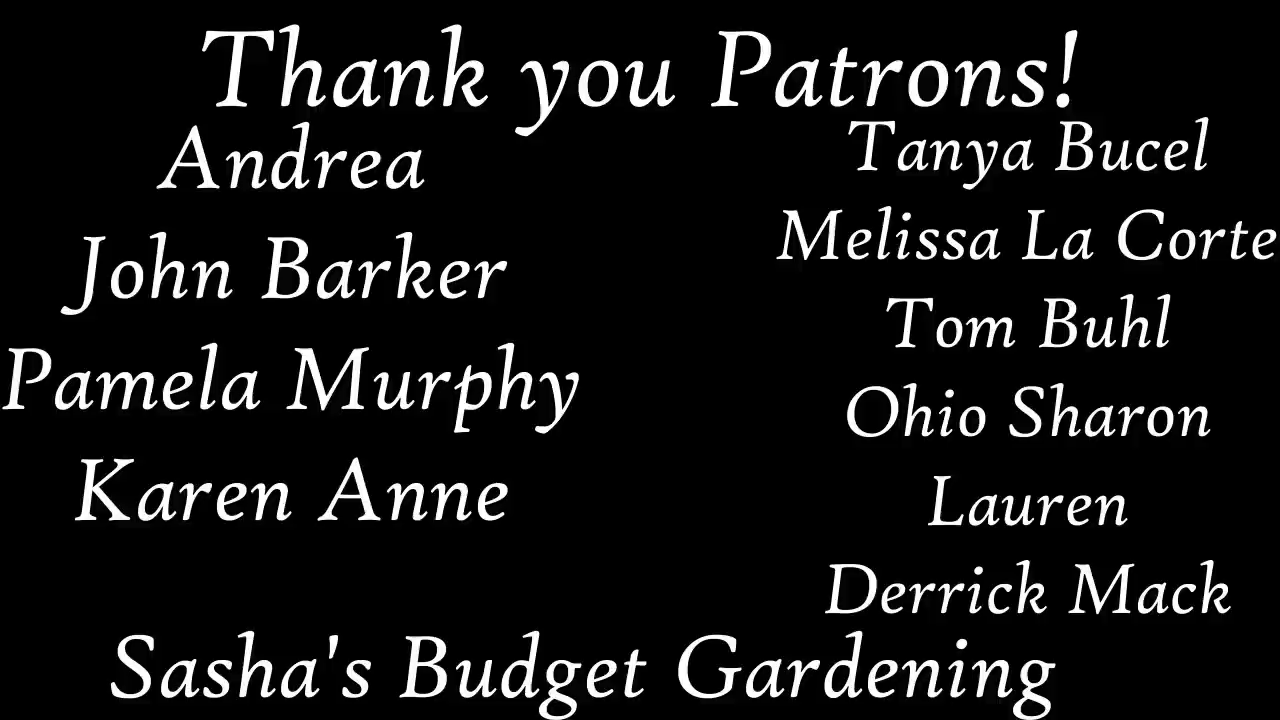 Thank you Patrons!
Andrea
John Barker
Pamela Murphy
Karen Anne
Tanya Bucel
Melissa La Corte
Tom Buhl
Ohio Sharon
Lauren
Derrick Mack
Sasha's Budget Gardening